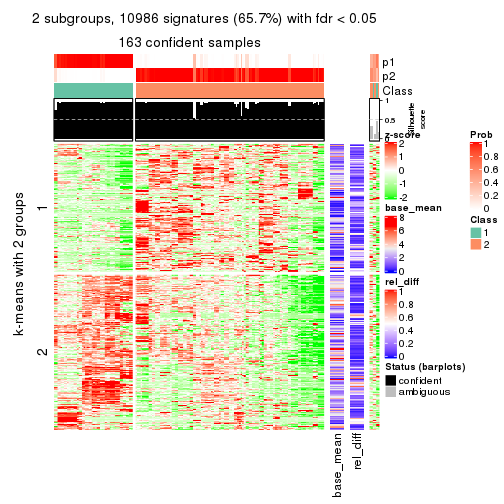 2 subgroups, 10986 signatures (65.7%) with fdr < 0.05
163 confident samples
p1
p2
Class
1
0.5
0
Silhouette
score
k-means with 2 groups
1
2
z-score
2
1
0
-1
-2
base_mean
8
6
4
2
0
rel_diff
1
0.8
0.6
0.4
0.2
0
Status (barplots)
confident
ambiguous
Prob
1
0.8
0.6
0.4
0.2
0
Class
1
2
base_mean
rel_diff